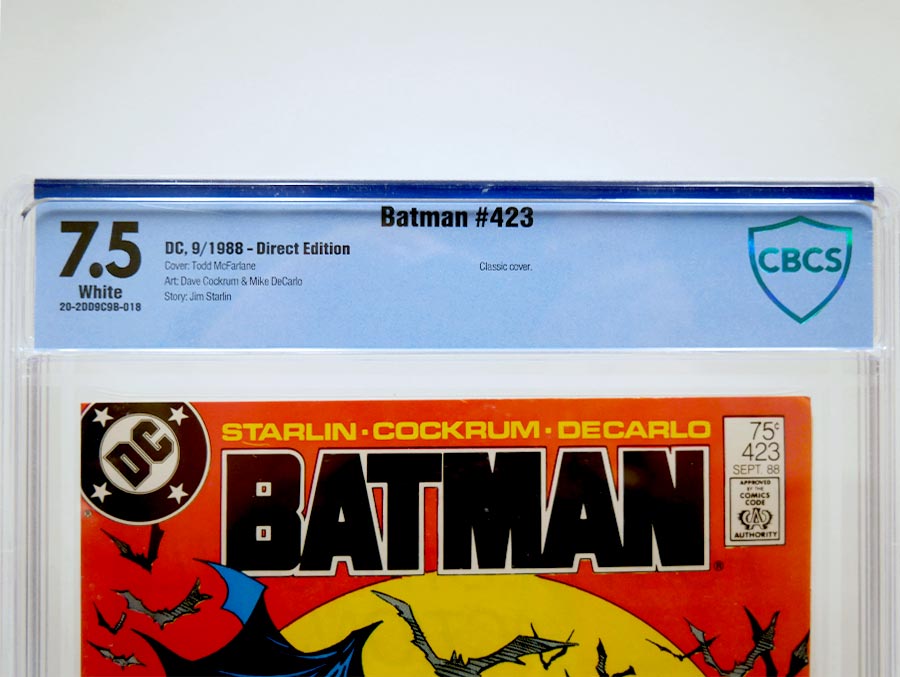 Batman #423
7.5
White
20-2DD9C9B-018
DC, 9/1988 - Direct Edition
Cover: Todd McFarlane
Art: Dave Cockrum & Mike DeCarlo
Story: Jim Starlin
Classic cover.
CBCS
DC
STARLIN · COCKRUM · DECARLO
BATMAN
®
75¢
423
SEPT. 88
APPROVED
BY THE
COMICS
CODE
CA
AUTHORITY